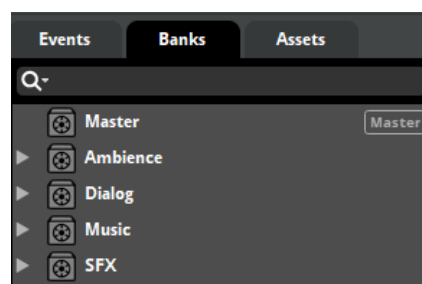 Events Banks Assets
Master Master
Ambience
Dialog
Music
SFX